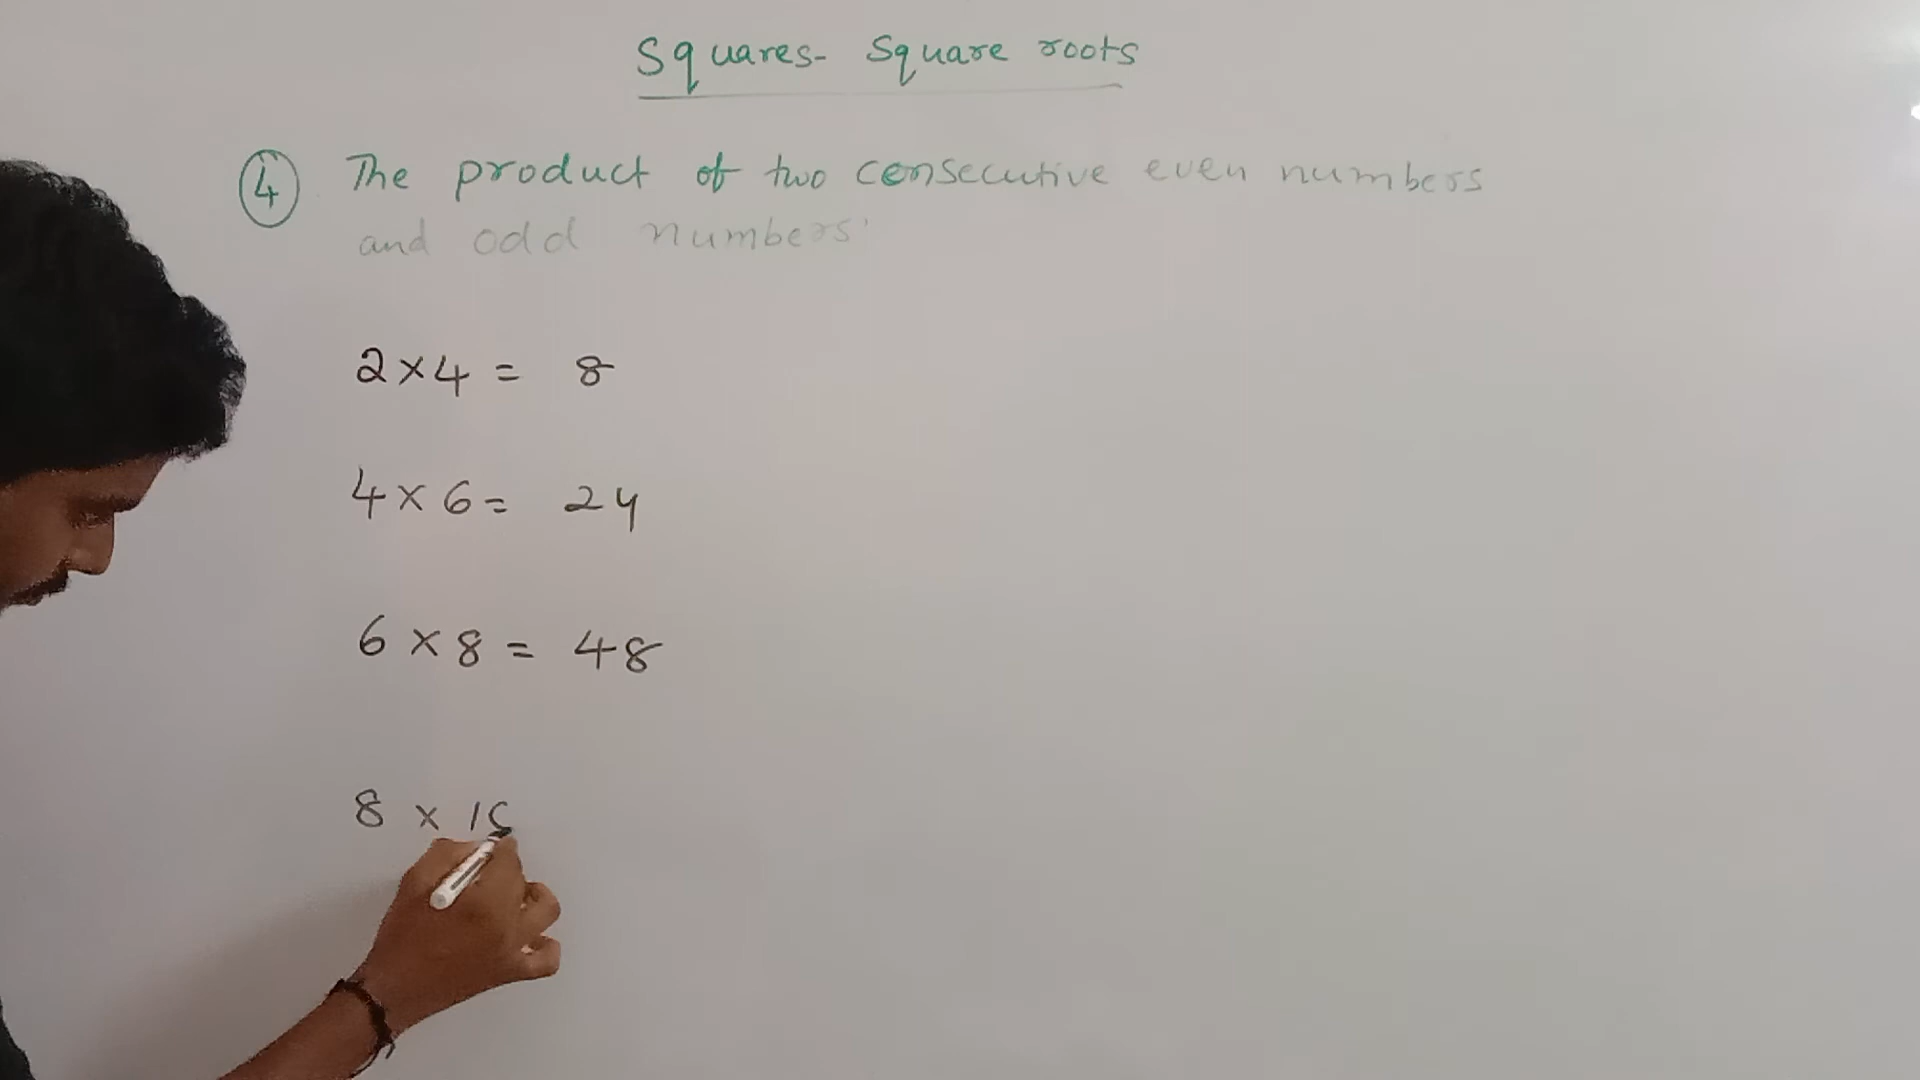 Squares- Square roots
4 The product of two consecutive even numbers
and odd numbers.
2×4 = 8
4×6 = 24
6×8 = 48
8 × 1